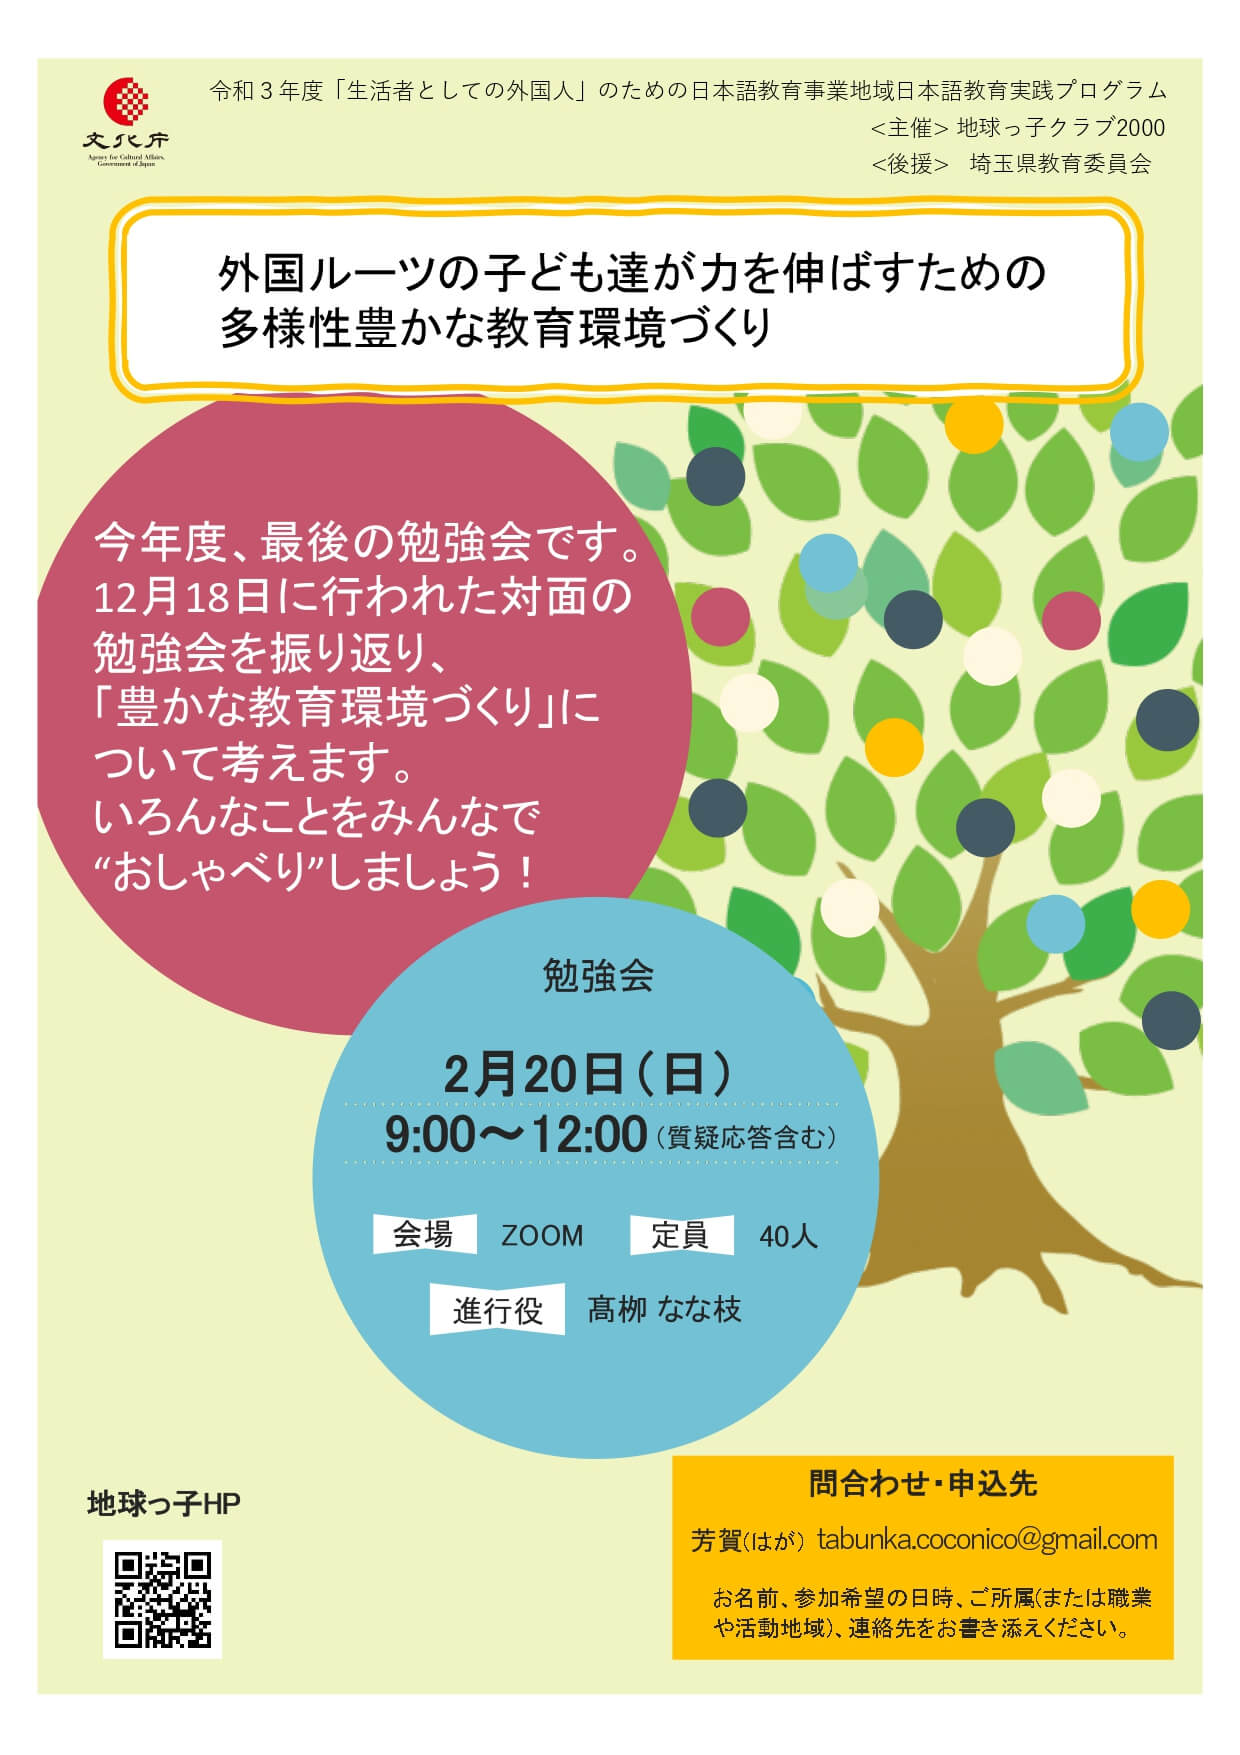 文化庁
Agency for Cultural Affairs,
Government of Japan
令和３年度「生活者としての外国人」のための日本語教育事業地域日本語教育実践プログラム
<主催> 地球っ子クラブ2000
<後援>　埼玉県教育委員会
外国ルーツの子ども達が力を伸ばすための
多様性豊かな教育環境づくり
今年度、最後の勉強会です。
12月18日に行われた対面の
勉強会を振り返り、
「豊かな教育環境づくり」に
ついて考えます。
いろんなことをみんなで
“おしゃべり”しましょう！
勉強会
2月20日（日）
9:00～12:00（質疑応答含む）
会場　ZOOM　定員　40人
進行役　髙栁 なな枝
地球っ子HP
問合わせ・申込先
芳賀(はが)　tabunka.coconico@gmail.com
お名前、参加希望の日時、ご所属(または職業
や活動地域)、連絡先をお書き添えください。